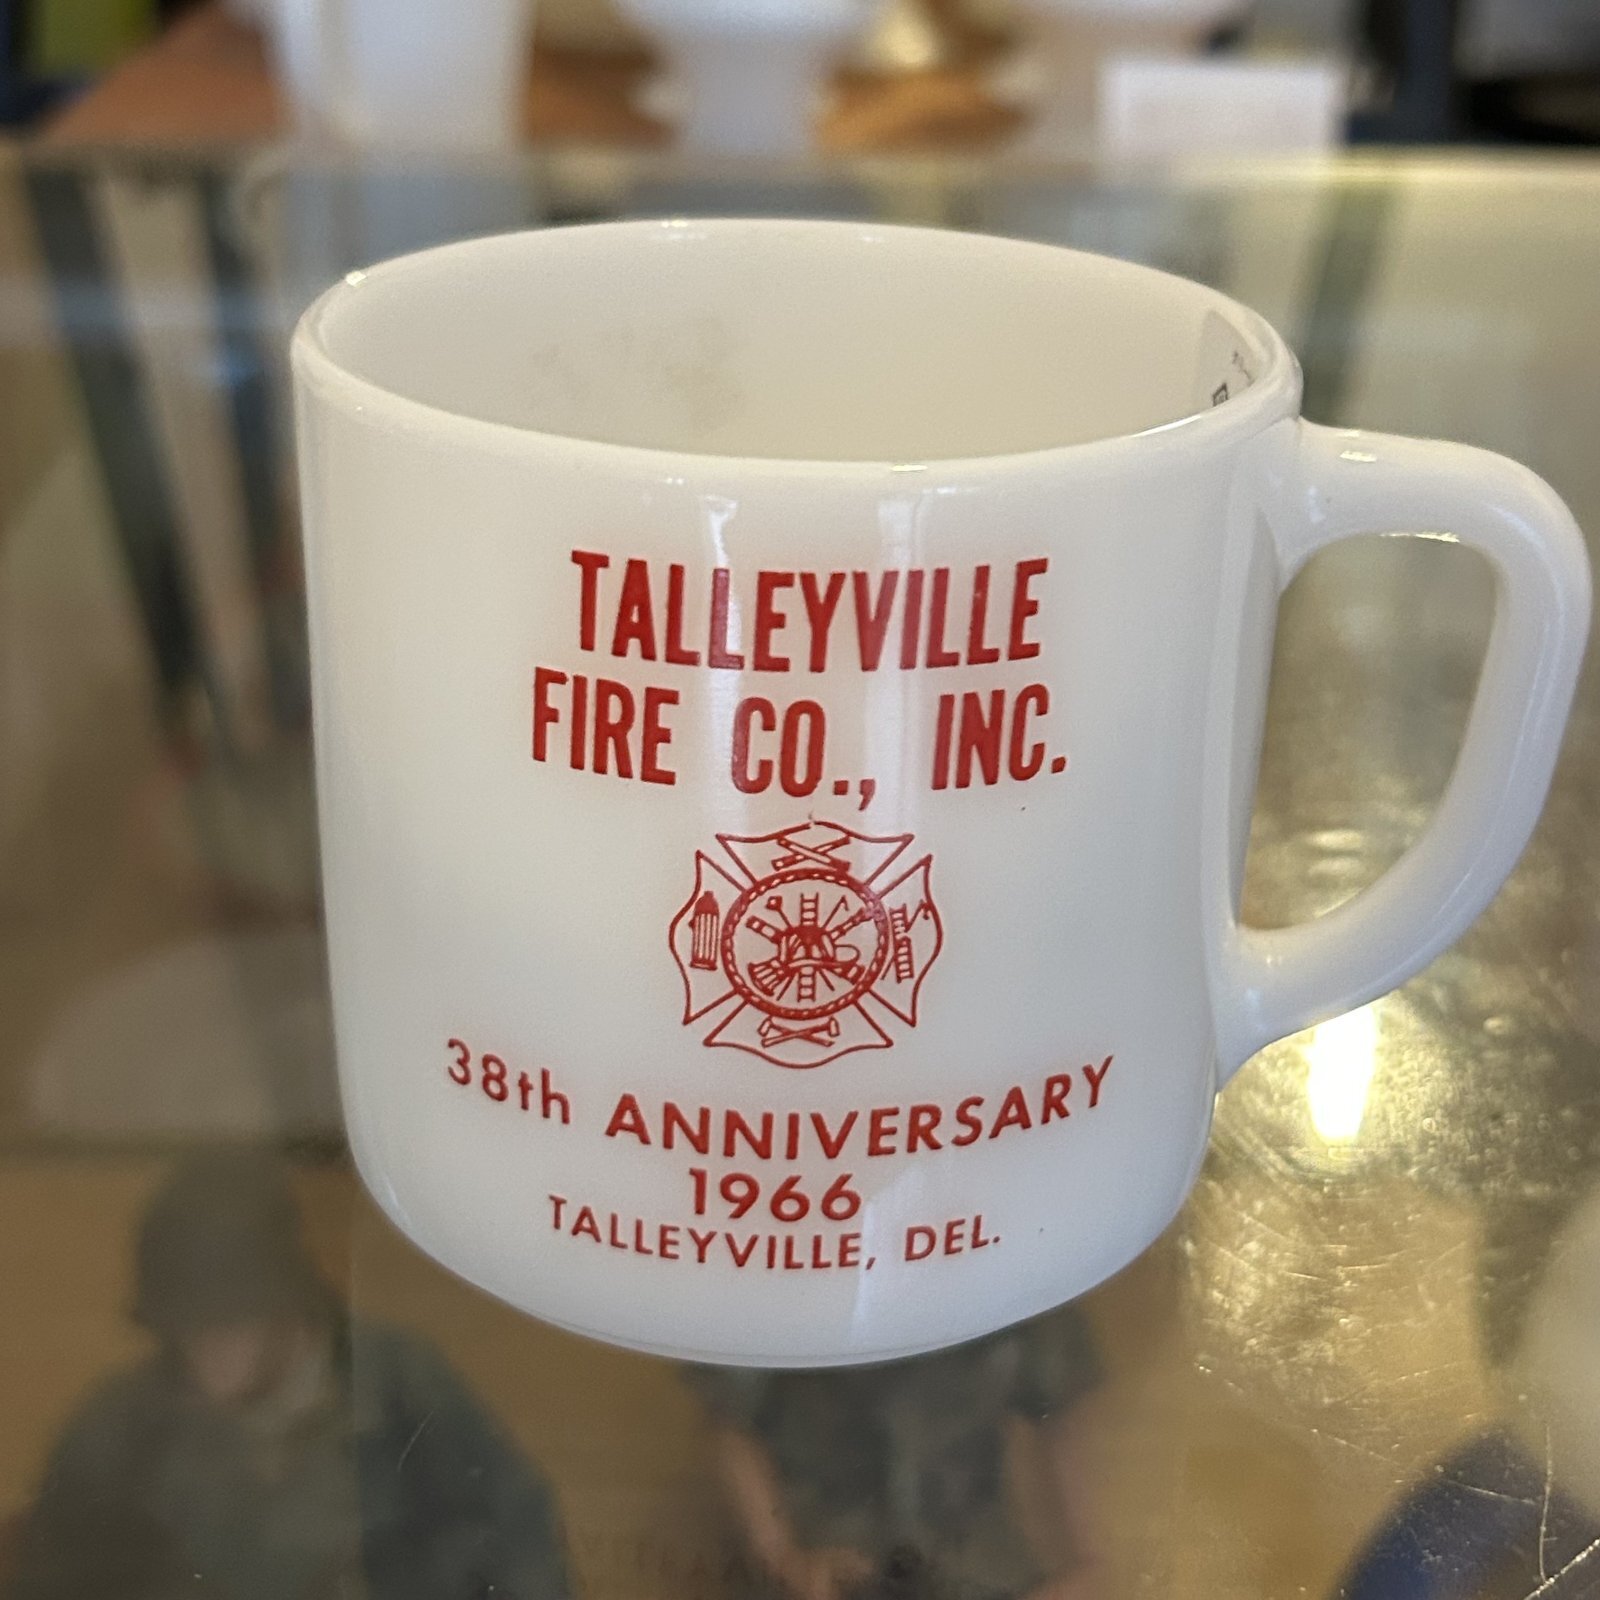 TALLEYVILLE
FIRE CO., INC.
38th ANNIVERSARY
1966
TALLEYVILLE, DEL.